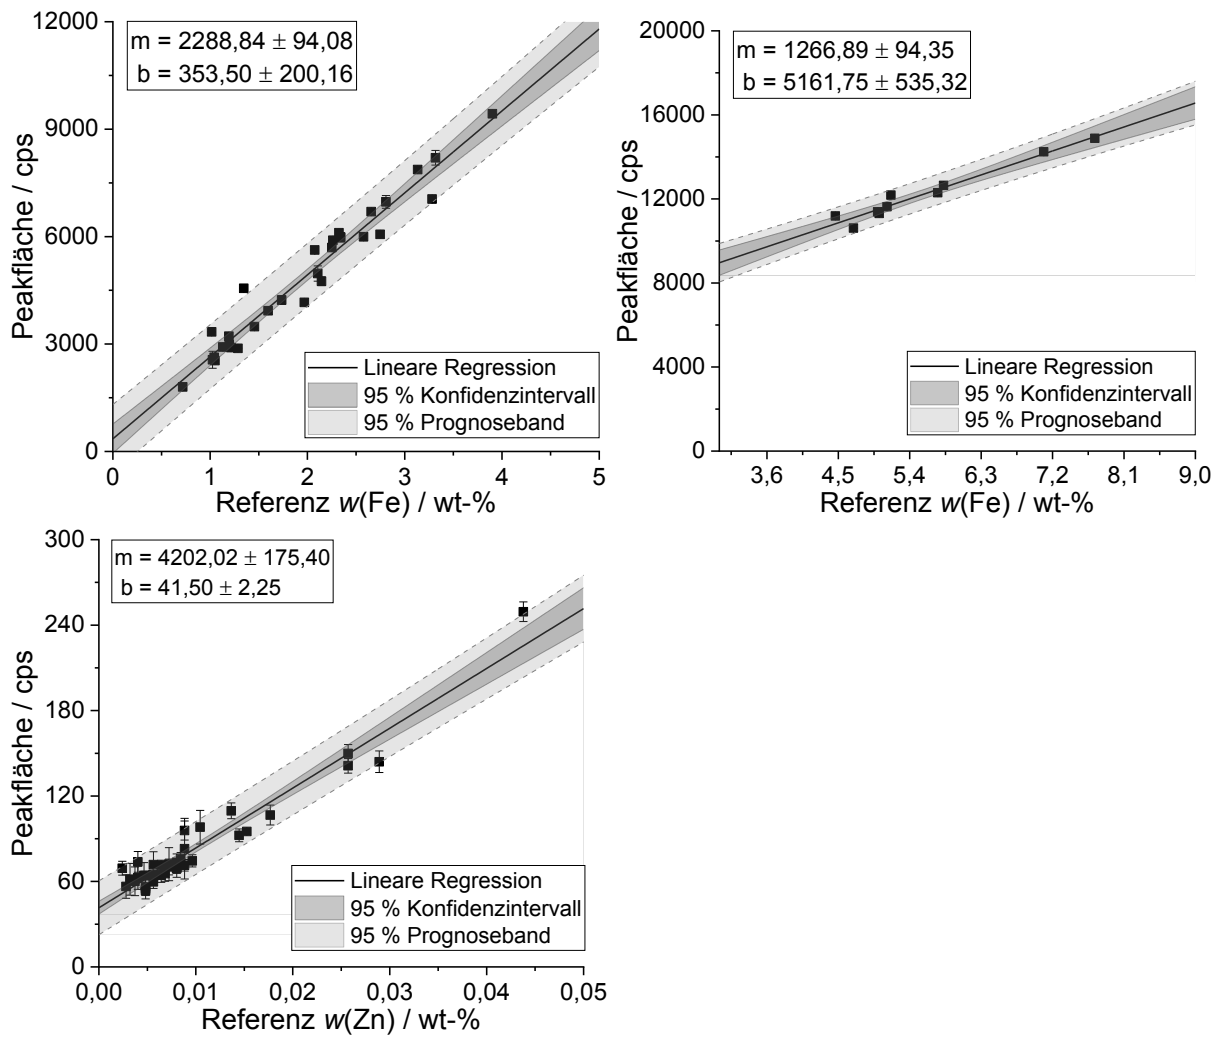 12000
9000
6000
3000
0
Peakfläche / cps
m = 2288,84 ± 94,08
b = 353,50 ± 200,16
Lineare Regression
95 % Konfidenzintervall
95 % Prognoseband
0 1 2 3 4 5
Referenz w(Fe) / wt-%
20000
16000
12000
8000
4000
0
Peakfläche / cps
m = 1266,89 ± 94,35
b = 5161,75 ± 535,32
Lineare Regression
95 % Konfidenzintervall
95 % Prognoseband
3,6 4,5 5,4 6,3 7,2 8,1 9,0
Referenz w(Fe) / wt-%
300
240
180
120
60
0
Peakfläche / cps
m = 4202,02 ± 175,40
b = 41,50 ± 2,25
Lineare Regression
95 % Konfidenzintervall
95 % Prognoseband
0,00 0,01 0,02 0,03 0,04 0,05
Referenz w(Zn) / wt-%